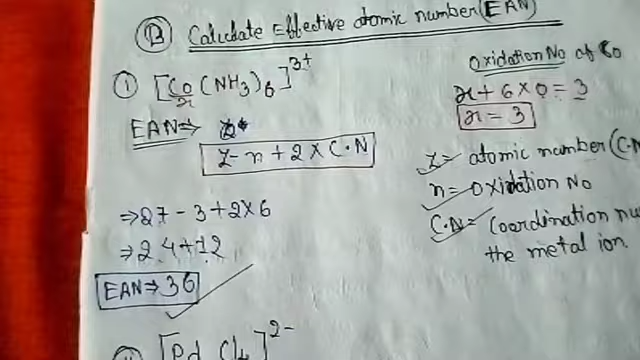 B Calculate Effective atomic number (EAN)
① [Co(NH3)6]3+
x
Oxidation No of Co
x + 6 × 0 = 3
x = 3
EAN ⇒
Z - n + 2 × C.N
⇒ 27 - 3 + 2 × 6
⇒ 24 + 12
EAN ⇒ 36
Z = atomic number (C.M
n = Oxidation No
C.N = Coordination nu
the metal ion.
[Pd Cl4]2-